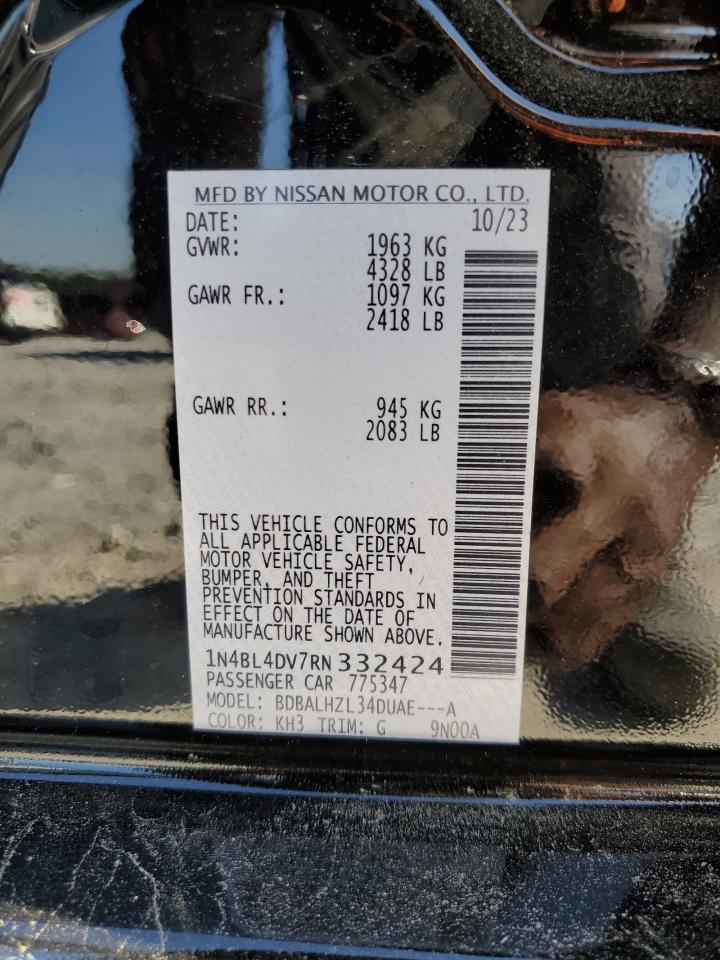 MFD BY NISSAN MOTOR CO., LTD.
DATE: 10/23
GVWR: 1963 KG
4328 LB
GAWR FR.: 1097 KG
2418 LB
GAWR RR.: 945 KG
2083 LB
THIS VEHICLE CONFORMS TO
ALL APPLICABLE FEDERAL
MOTOR VEHICLE SAFETY,
BUMPER, AND THEFT
PREVENTION STANDARDS IN
EFFECT ON THE DATE OF
MANUFACTURE SHOWN ABOVE.
1N4BL4DV7RN332424
PASSENGER CAR 775347
MODEL: BDBALHZL34DUAE---A
COLOR: KH3 TRIM: G 9N00A